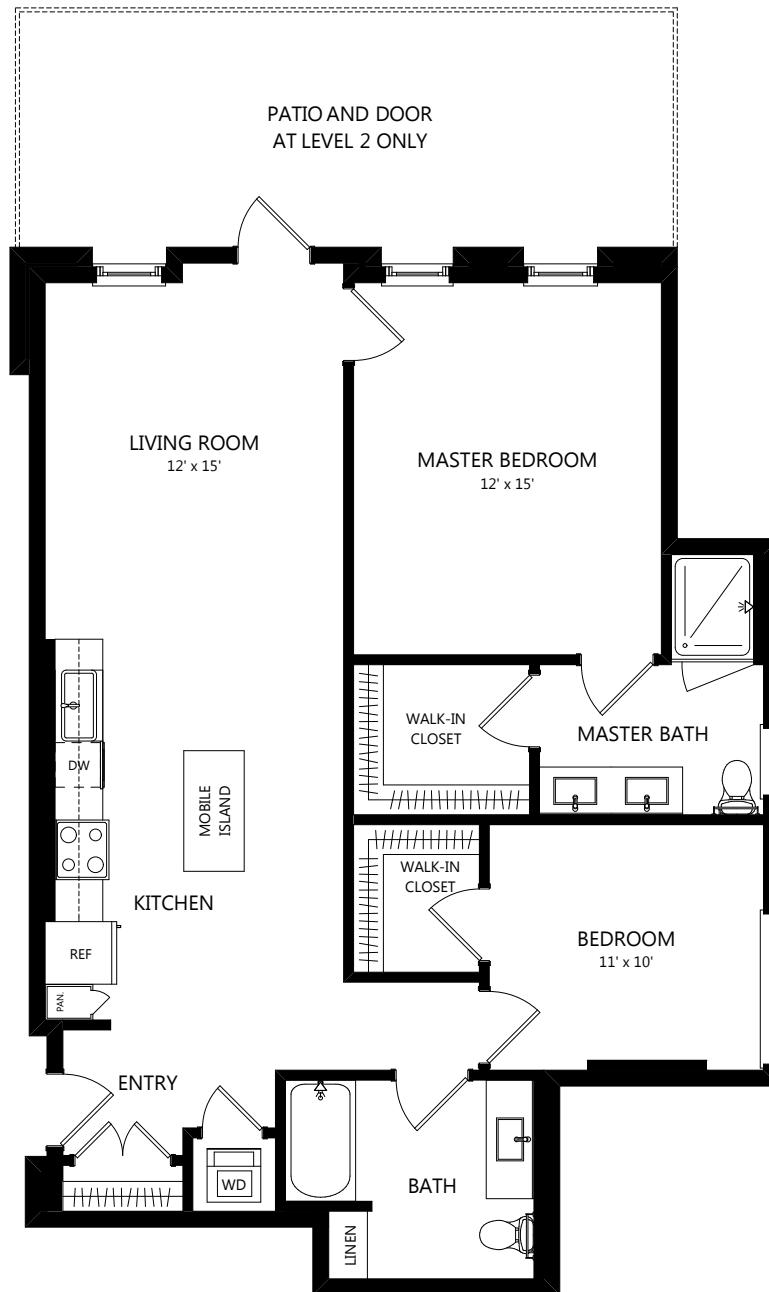 PATIO AND DOOR
AT LEVEL 2 ONLY
LIVING ROOM
12' x 15'
MASTER BEDROOM
12' x 15'
WALK-IN
CLOSET
MASTER BATH
DW
MOBILE
ISLAND
WALK-IN
CLOSET
KITCHEN
BEDROOM
11' x 10'
REF
PAN.
ENTRY
WD
BATH
LINEN